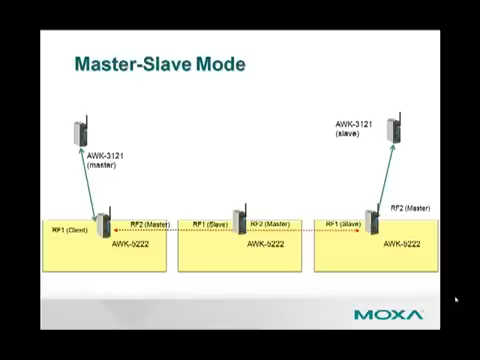 Master-Slave Mode
AWK-3121
(slave)
AWK-3121
(master)
RF2 (Master)
RF1 (Client)
RF2 (Master)
RF1 (Slave)
RF2 (Master)
RF1 (Slave)
AWK-5222
AWK-5222
AWK-5222
MOXA